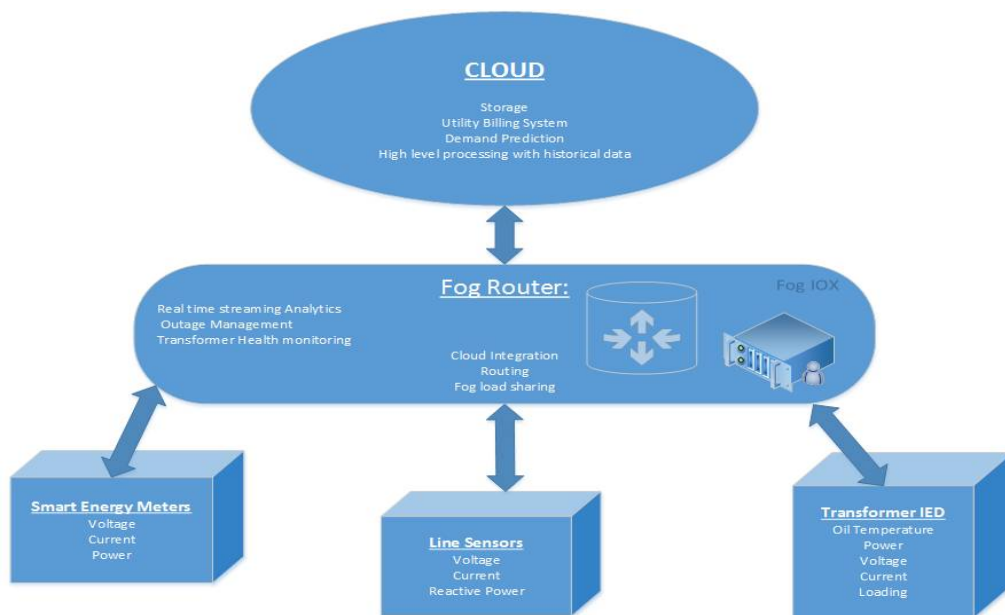 CLOUD
Storage
Utility Billing System
Demand Prediction
High level processing with historical data
Fog Router:
Fog IOX
Real time streaming Analytics
Outage Management
Transformer Health monitoring
Cloud Integration
Routing
Fog load sharing
Smart Energy Meters
Voltage
Current
Power
Line Sensors
Voltage
Current
Reactive Power
Transformer IED
Oil Temperature
Power
Voltage
Current
Loading